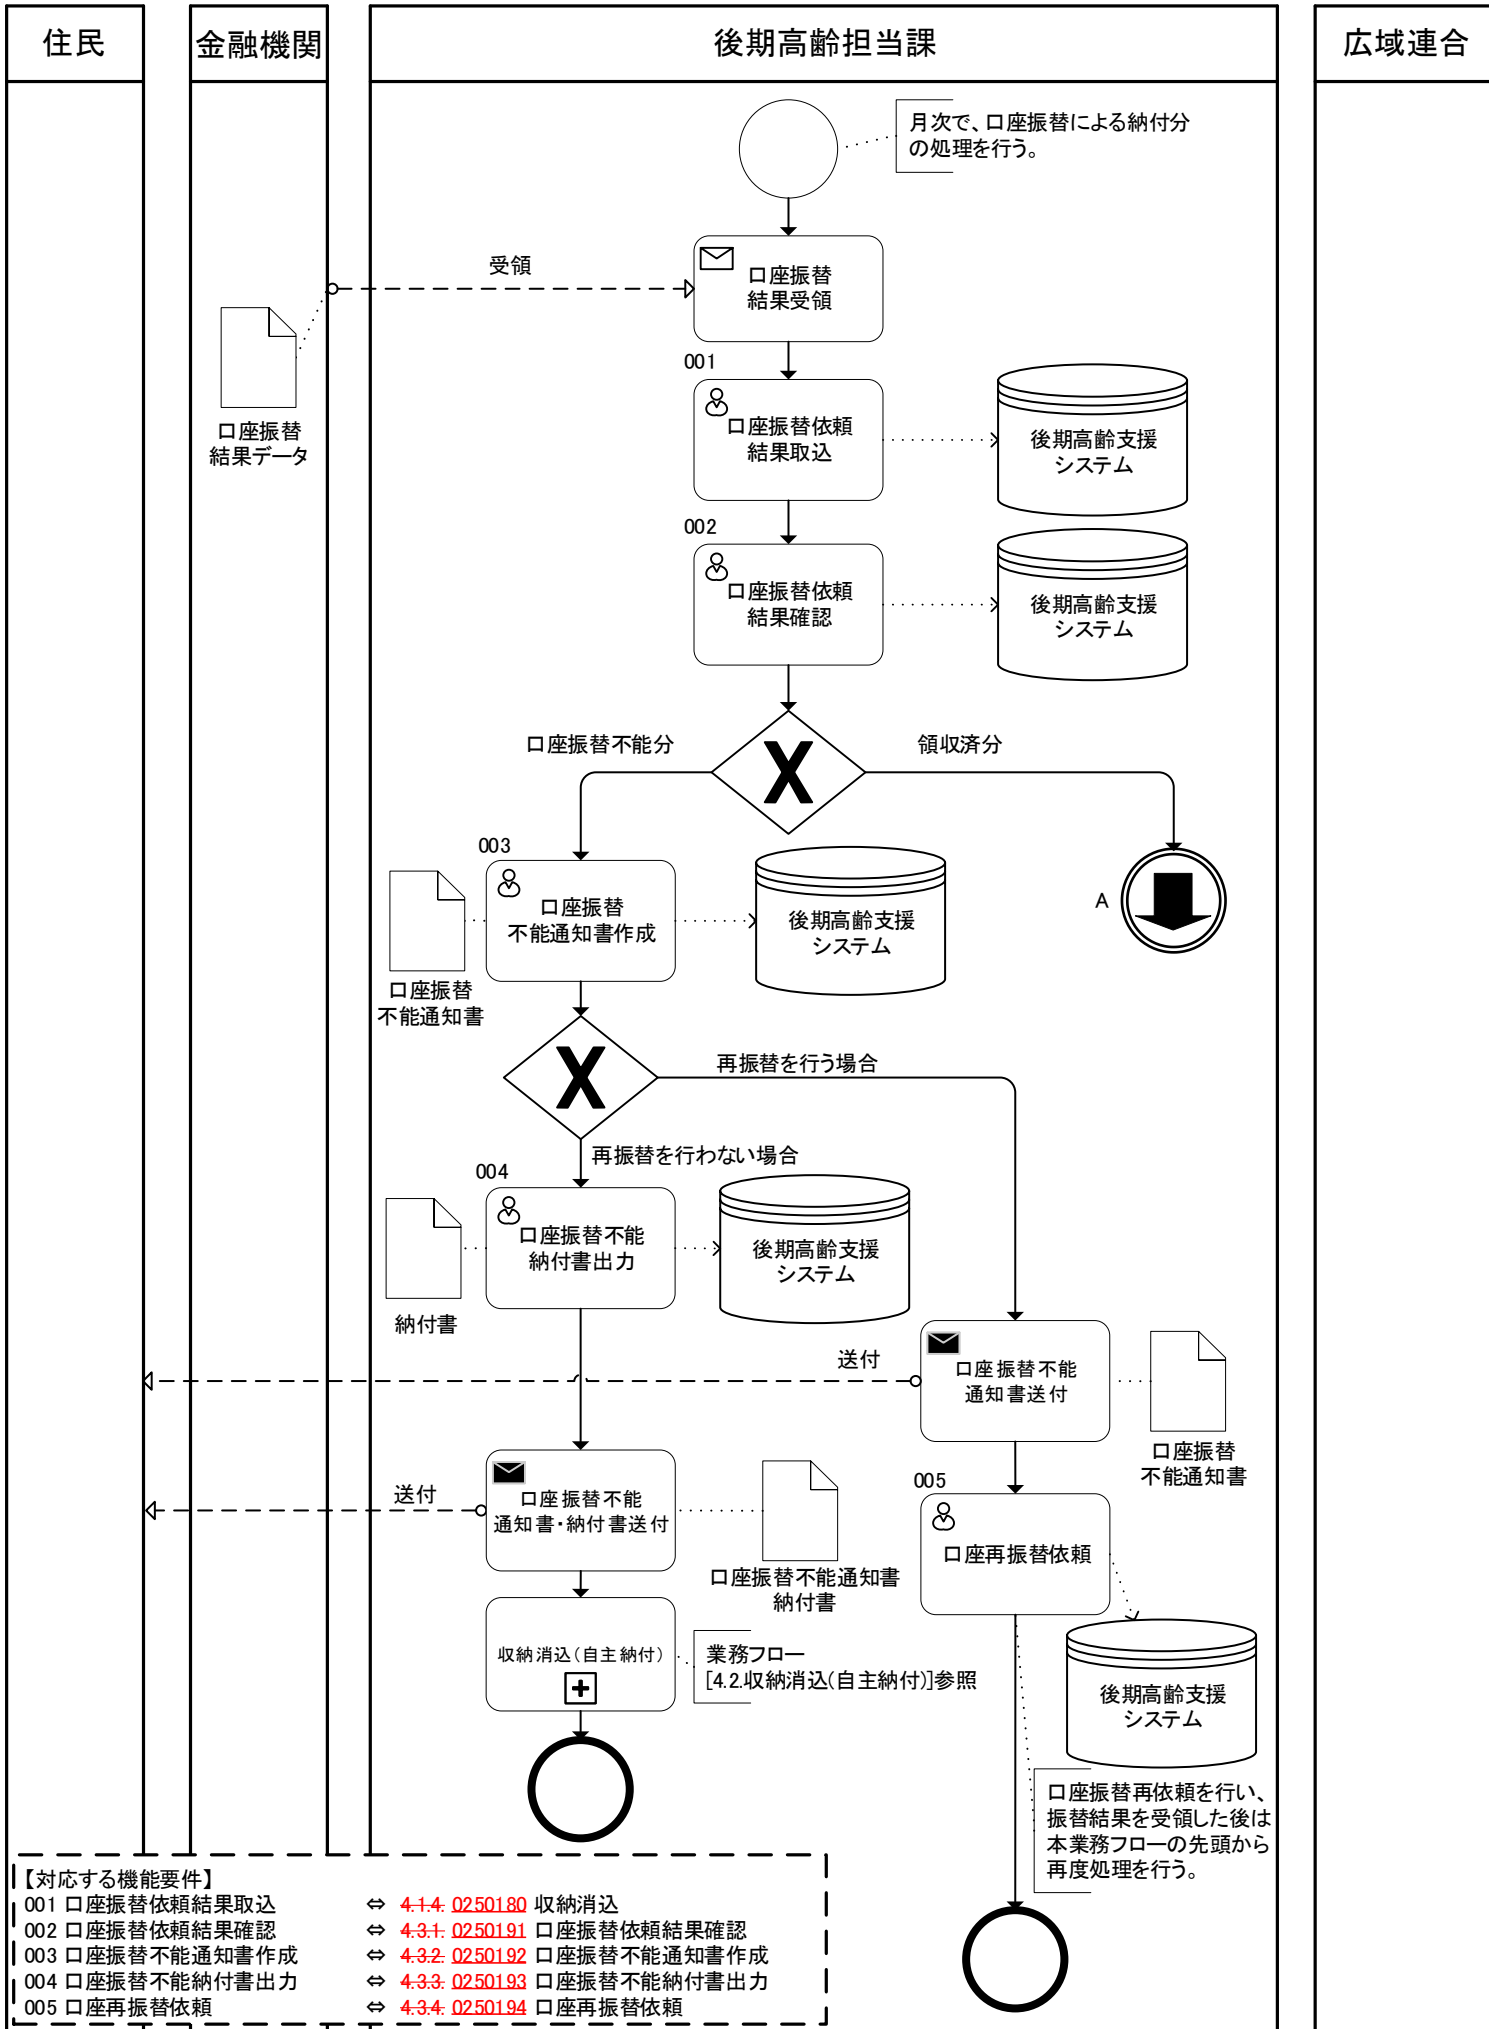 住民
金融機関
後期高齢担当課
広域連合
月次で、口座振替による納付分
の処理を行う。
受領
口座振替
結果受領
口座振替
結果データ
001
口座振替依頼
結果取込
後期高齢支援
システム
002
口座振替依頼
結果確認
後期高齢支援
システム
口座振替不能分
領収済分
X
003
口座振替
不能通知書作成
後期高齢支援
システム
A
口座振替
不能通知書
X
再振替を行う場合
再振替を行わない場合
004
口座振替不能
納付書出力
後期高齢支援
システム
納付書
送付
口座振替不能
通知書送付
口座振替
不能通知書
送付
口座振替不能
通知書・納付書送付
口座振替不能通知書
納付書
005
口座再振替依頼
収納消込(自主納付)
業務フロー
[4.2.収納消込(自主納付)]参照
後期高齢支援
システム
口座振替再依頼を行い、
振替結果を受領した後は
本業務フローの先頭から
再度処理を行う。
【対応する機能要件】
001 口座振替依頼結果取込 ⇔ 4.1.4. 0250180 収納消込
002 口座振替依頼結果確認 ⇔ 4.3.1. 0250191 口座振替依頼結果確認
003 口座振替不能通知書作成 ⇔ 4.3.2. 0250192 口座振替不能通知書作成
004 口座振替不能納付書出力 ⇔ 4.3.3. 0250193 口座振替不能納付書出力
005 口座再振替依頼 ⇔ 4.3.4. 0250194 口座再振替依頼